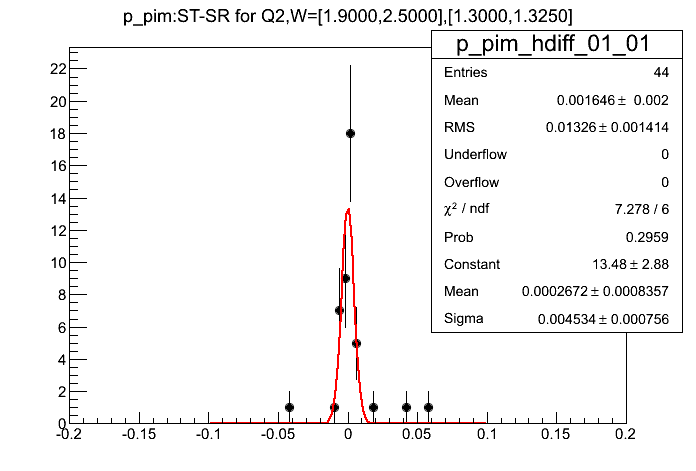 p_pim:ST-SR for Q2,W=[1.9000,2.5000],[1.3000,1.3250]
p_pim_hdiff_01_01
Entries 44
Mean 0.001646 ± 0.002
RMS 0.01326 ± 0.001414
Underflow 0
Overflow 0
χ² / ndf 7.278 / 6
Prob 0.2959
Constant 13.48 ± 2.88
Mean 0.0002672 ± 0.0008357
Sigma 0.004534 ± 0.000756
22
20
18
16
14
12
10
8
6
4
2
0
-0.2 -0.15 -0.1 -0.05 0 0.05 0.1 0.15 0.2